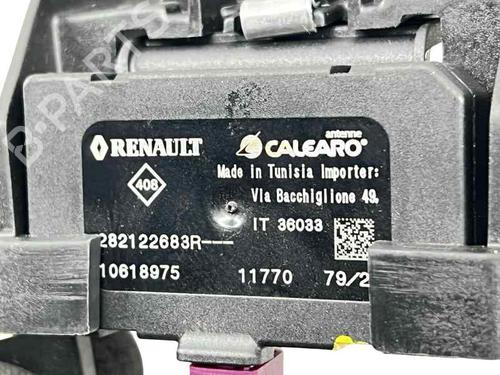 RENAULT
antenne
CALEARO
408
Made in Tunisia Importer:
Via Bacchiglione 49,
IT 36033
282122683R---
10618975 11770 79/2
B-PARTS